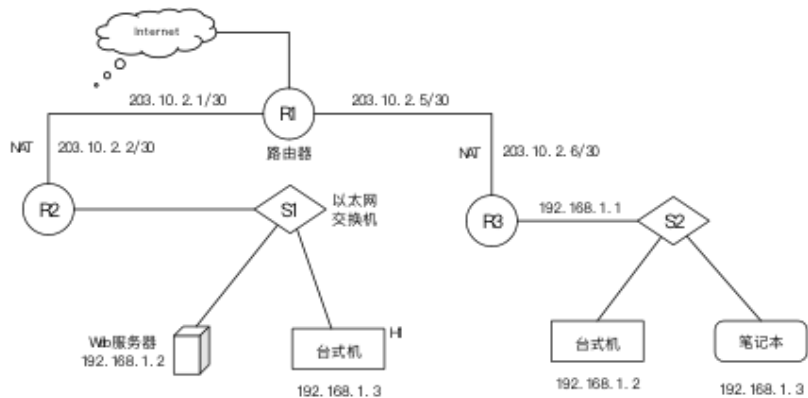 Internet
203.10.2.1/30
203.10.2.5/30
R1
路由器
NAT
203.10.2.2/30
NAT
203.10.2.6/30
R2
S1
以太网
交换机
R3
192.168.1.1
S2
Web服务器
192.168.1.2
台式机
H1
192.168.1.3
台式机
192.168.1.2
笔记本
192.168.1.3